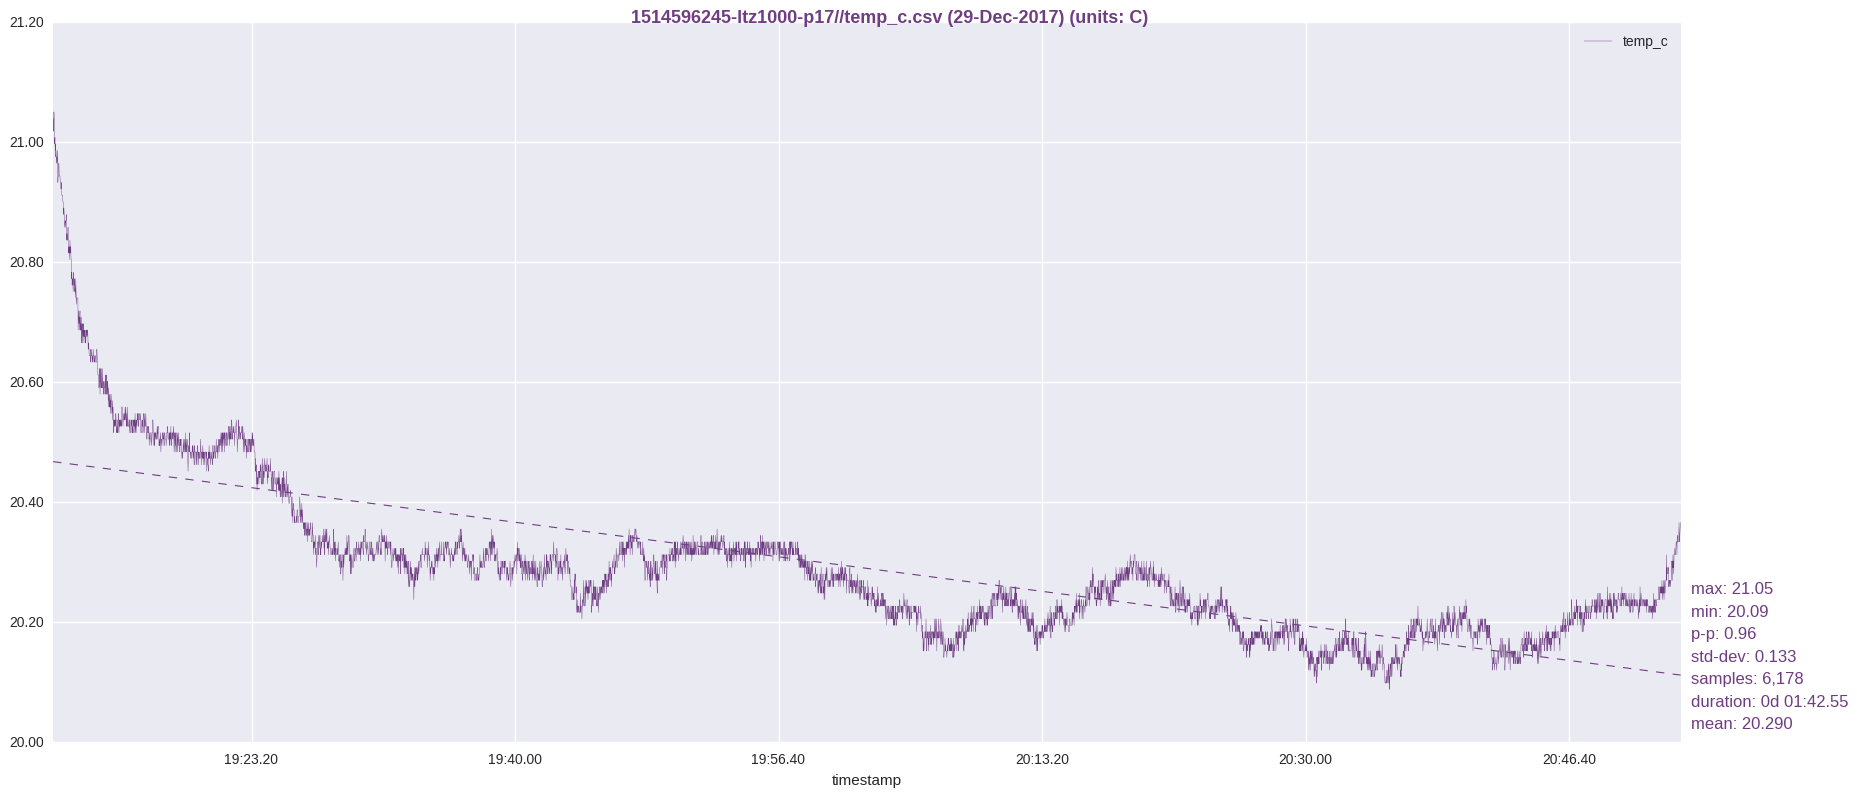 1514596245-ltz1000-p17//temp_c.csv (29-Dec-2017) (units: C)
temp_c
21.20
21.00
20.80
20.60
20.40
20.20
20.00
19:23.20
19:40.00
19:56.40
20:13.20
20:30.00
20:46.40
timestamp
max: 21.05
min: 20.09
p-p: 0.96
std-dev: 0.133
samples: 6,178
duration: 0d 01:42.55
mean: 20.290